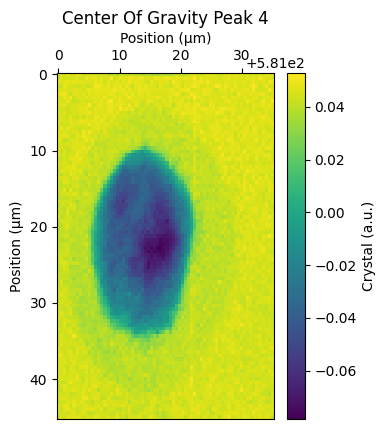 Center Of Gravity Peak 4
Position (μm)
0 10 20 30
+5.81e2
0
10
20
30
40
Position (μm)
0.04
0.02
0.00
−0.02
−0.04
−0.06
Crystal (a.u.)